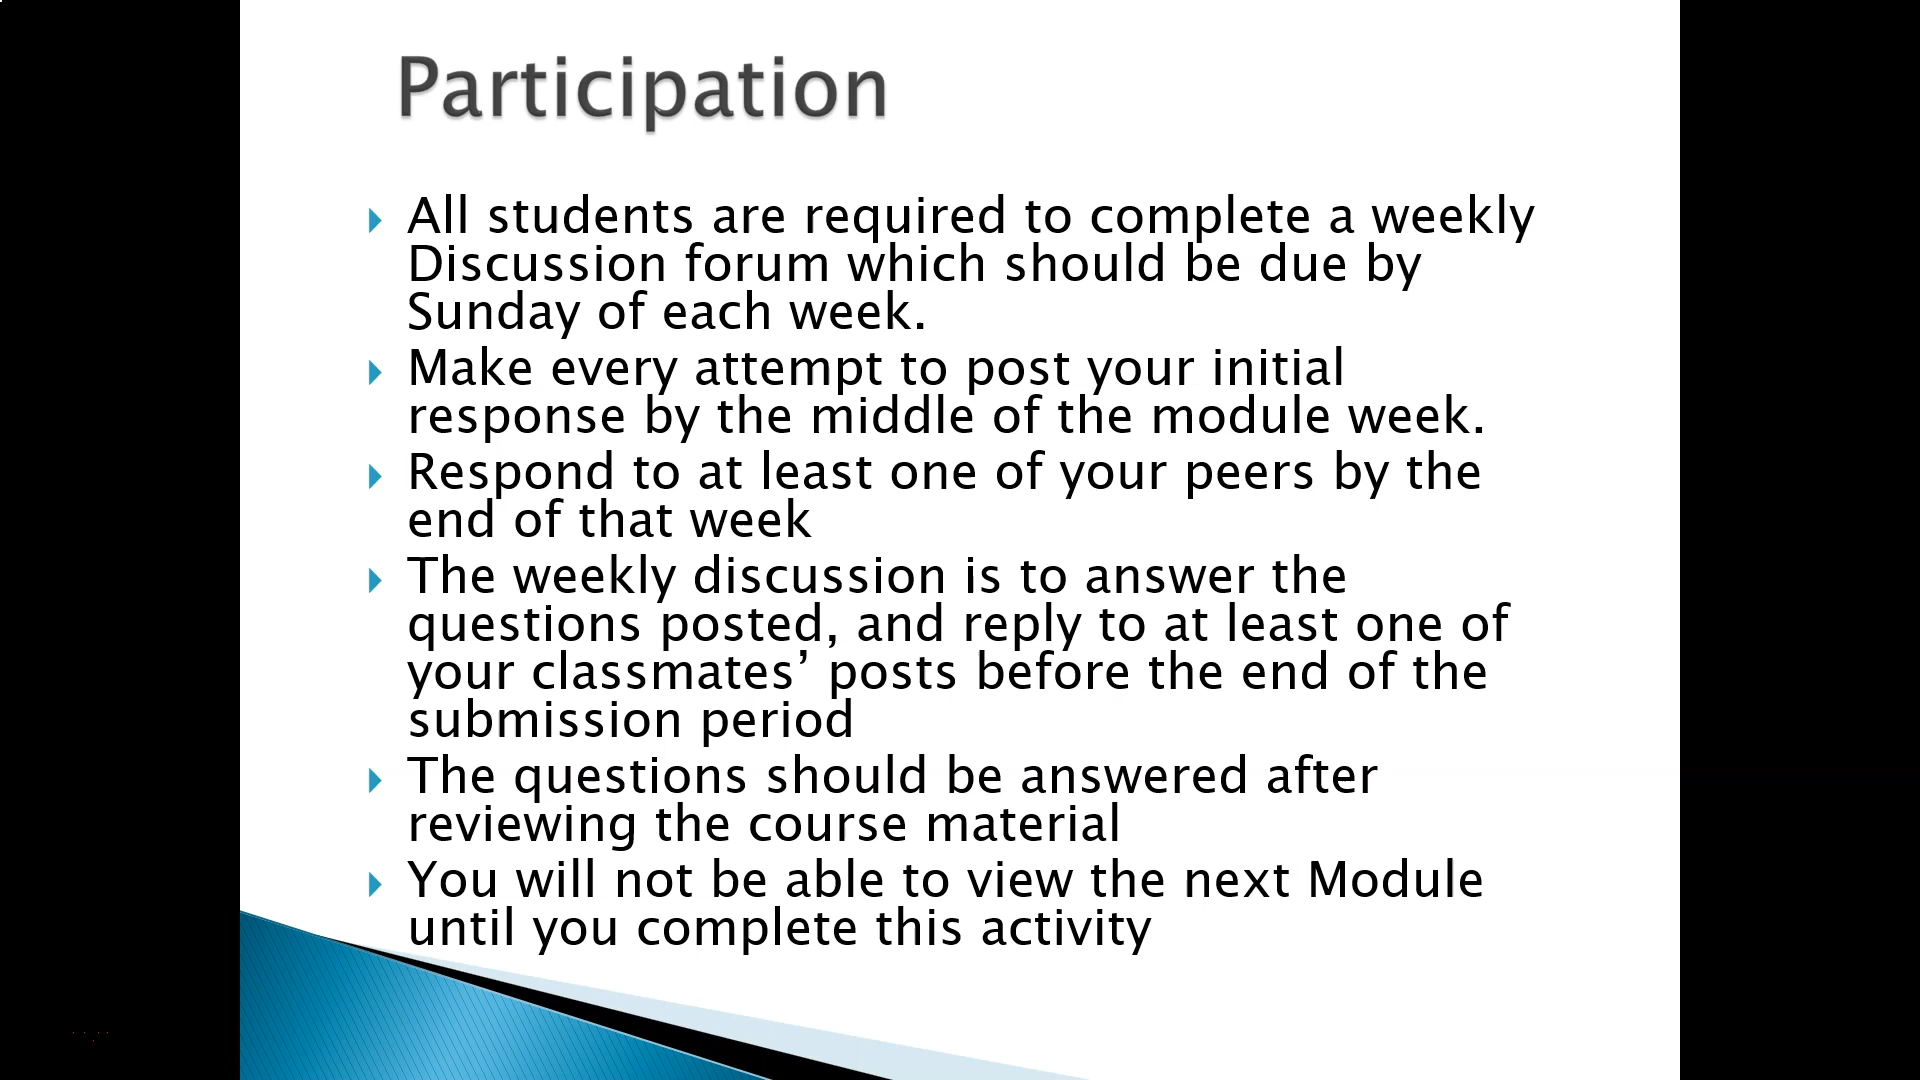 Participation
All students are required to complete a weekly
Discussion forum which should be due by
Sunday of each week.
Make every attempt to post your initial
response by the middle of the module week.
Respond to at least one of your peers by the
end of that week
The weekly discussion is to answer the
questions posted, and reply to at least one of
your classmates’ posts before the end of the
submission period
The questions should be answered after
reviewing the course material
You will not be able to view the next Module
until you complete this activity